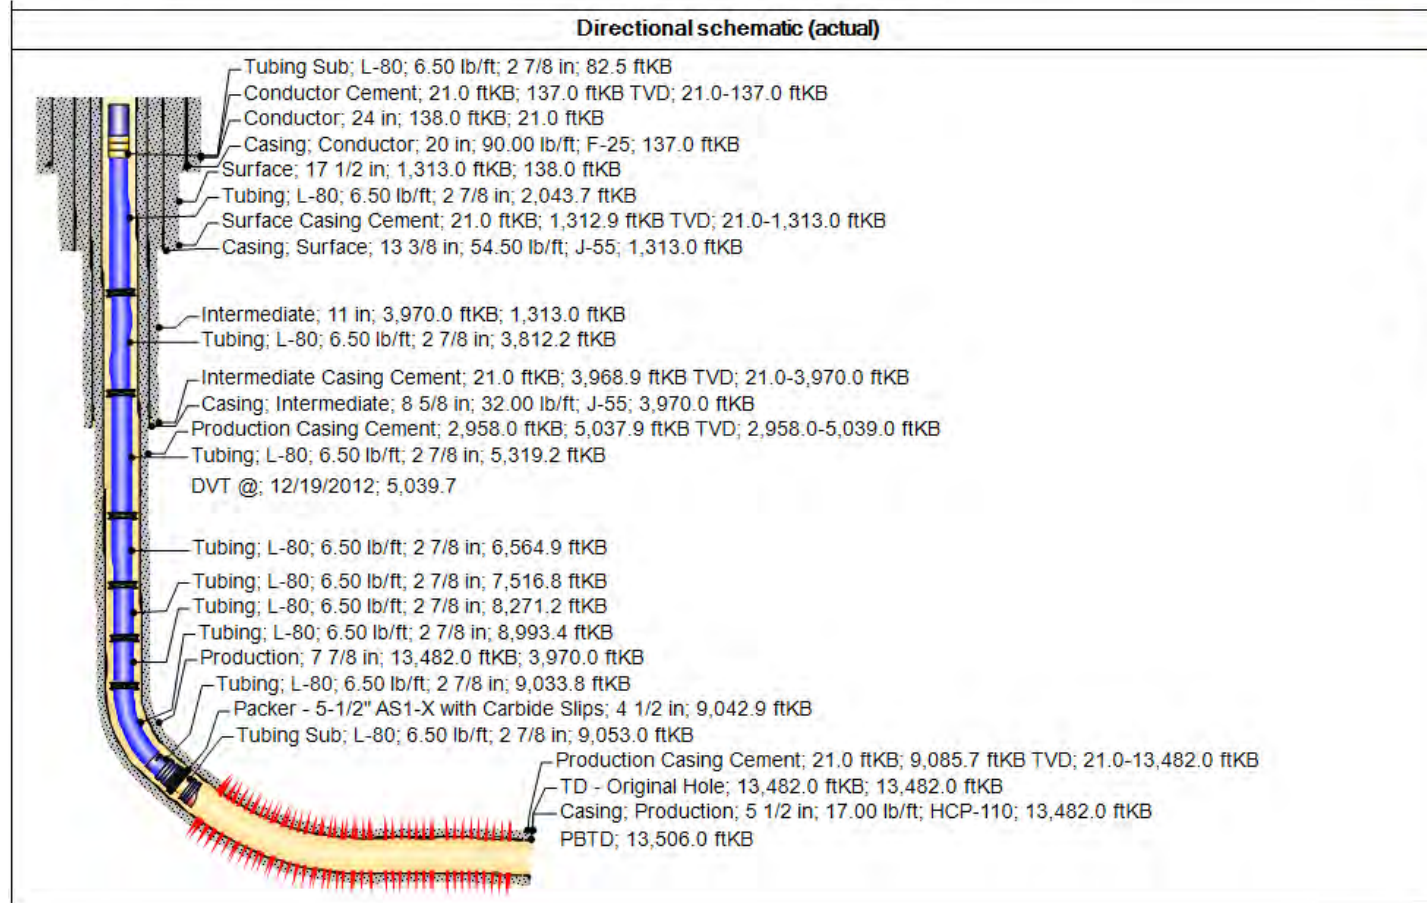 Directional schematic (actual)
Tubing Sub; L-80; 6.50 lb/ft; 2 7/8 in; 82.5 ftKB
Conductor Cement; 21.0 ftKB; 137.0 ftKB TVD; 21.0-137.0 ftKB
Conductor; 24 in; 138.0 ftKB; 21.0 ftKB
Casing; Conductor; 20 in; 90.00 lb/ft; F-25; 137.0 ftKB
Surface; 17 1/2 in; 1,313.0 ftKB; 138.0 ftKB
Tubing; L-80; 6.50 lb/ft; 2 7/8 in; 2,043.7 ftKB
Surface Casing Cement; 21.0 ftKB; 1,312.9 ftKB TVD; 21.0-1,313.0 ftKB
Casing; Surface; 13 3/8 in; 54.50 lb/ft; J-55; 1,313.0 ftKB
Intermediate; 11 in; 3,970.0 ftKB; 1,313.0 ftKB
Tubing; L-80; 6.50 lb/ft; 2 7/8 in; 3,812.2 ftKB
Intermediate Casing Cement; 21.0 ftKB; 3,968.9 ftKB TVD; 21.0-3,970.0 ftKB
Casing; Intermediate; 8 5/8 in; 32.00 lb/ft; J-55; 3,970.0 ftKB
Production Casing Cement; 2,958.0 ftKB; 5,037.9 ftKB TVD; 2,958.0-5,039.0 ftKB
Tubing; L-80; 6.50 lb/ft; 2 7/8 in; 5,319.2 ftKB
DVT @; 12/19/2012; 5,039.7
Tubing; L-80; 6.50 lb/ft; 2 7/8 in; 6,564.9 ftKB
Tubing; L-80; 6.50 lb/ft; 2 7/8 in; 7,516.8 ftKB
Tubing; L-80; 6.50 lb/ft; 2 7/8 in; 8,271.2 ftKB
Tubing; L-80; 6.50 lb/ft; 2 7/8 in; 8,993.4 ftKB
Production; 7 7/8 in; 13,482.0 ftKB; 3,970.0 ftKB
Tubing; L-80; 6.50 lb/ft; 2 7/8 in; 9,033.8 ftKB
Packer - 5-1/2" AS1-X with Carbide Slips; 4 1/2 in; 9,042.9 ftKB
Tubing Sub; L-80; 6.50 lb/ft; 2 7/8 in; 9,053.0 ftKB
Production Casing Cement; 21.0 ftKB; 9,085.7 ftKB TVD; 21.0-13,482.0 ftKB
TD - Original Hole; 13,482.0 ftKB; 13,482.0 ftKB
Casing; Production; 5 1/2 in; 17.00 lb/ft; HCP-110; 13,482.0 ftKB
PBTD; 13,506.0 ftKB